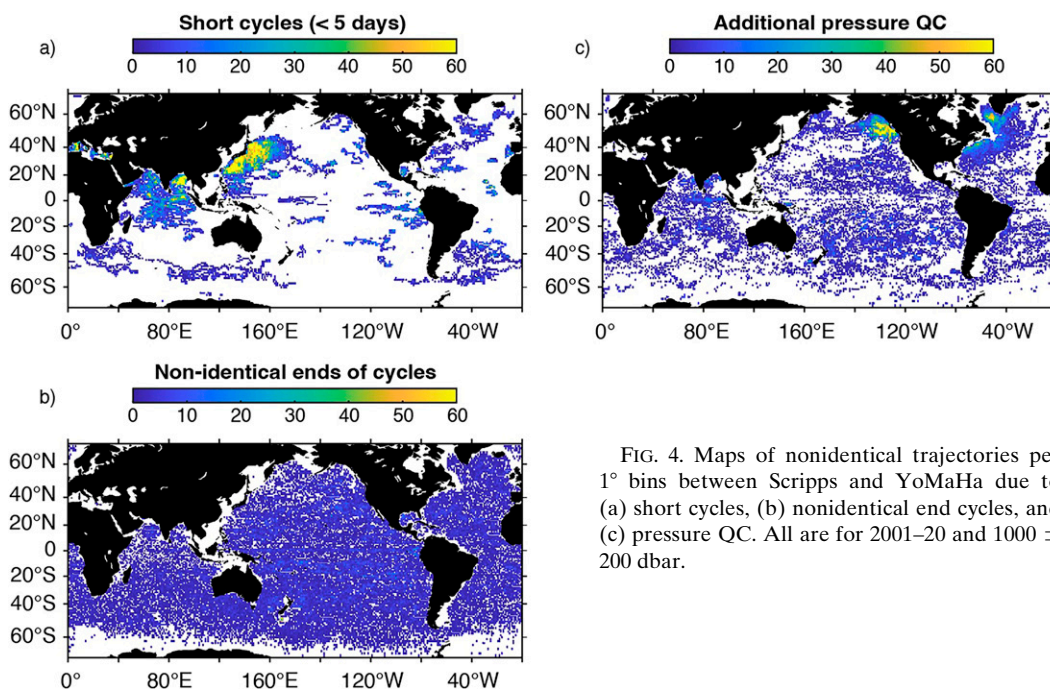 Short cycles (< 5 days)
a)
0 10 20 30 40 50 60
60°N
40°N
20°N
0
20°S
40°S
60°S
0° 80°E 160°E 120°W 40°W
Additional pressure QC
c)
0 10 20 30 40 50 60
60°N
40°N
20°N
0
20°S
40°S
60°S
0° 80°E 160°E 120°W 40°W
Non-identical ends of cycles
b)
0 10 20 30 40 50 60
60°N
40°N
20°N
0
20°S
40°S
60°S
0° 80°E 160°E 120°W 40°W
FIG. 4. Maps of nonidentical trajectories pe
1° bins between Scripps and YoMaHa due t
(a) short cycles, (b) nonidentical end cycles, an
(c) pressure QC. All are for 2001–20 and 1000
200 dbar.